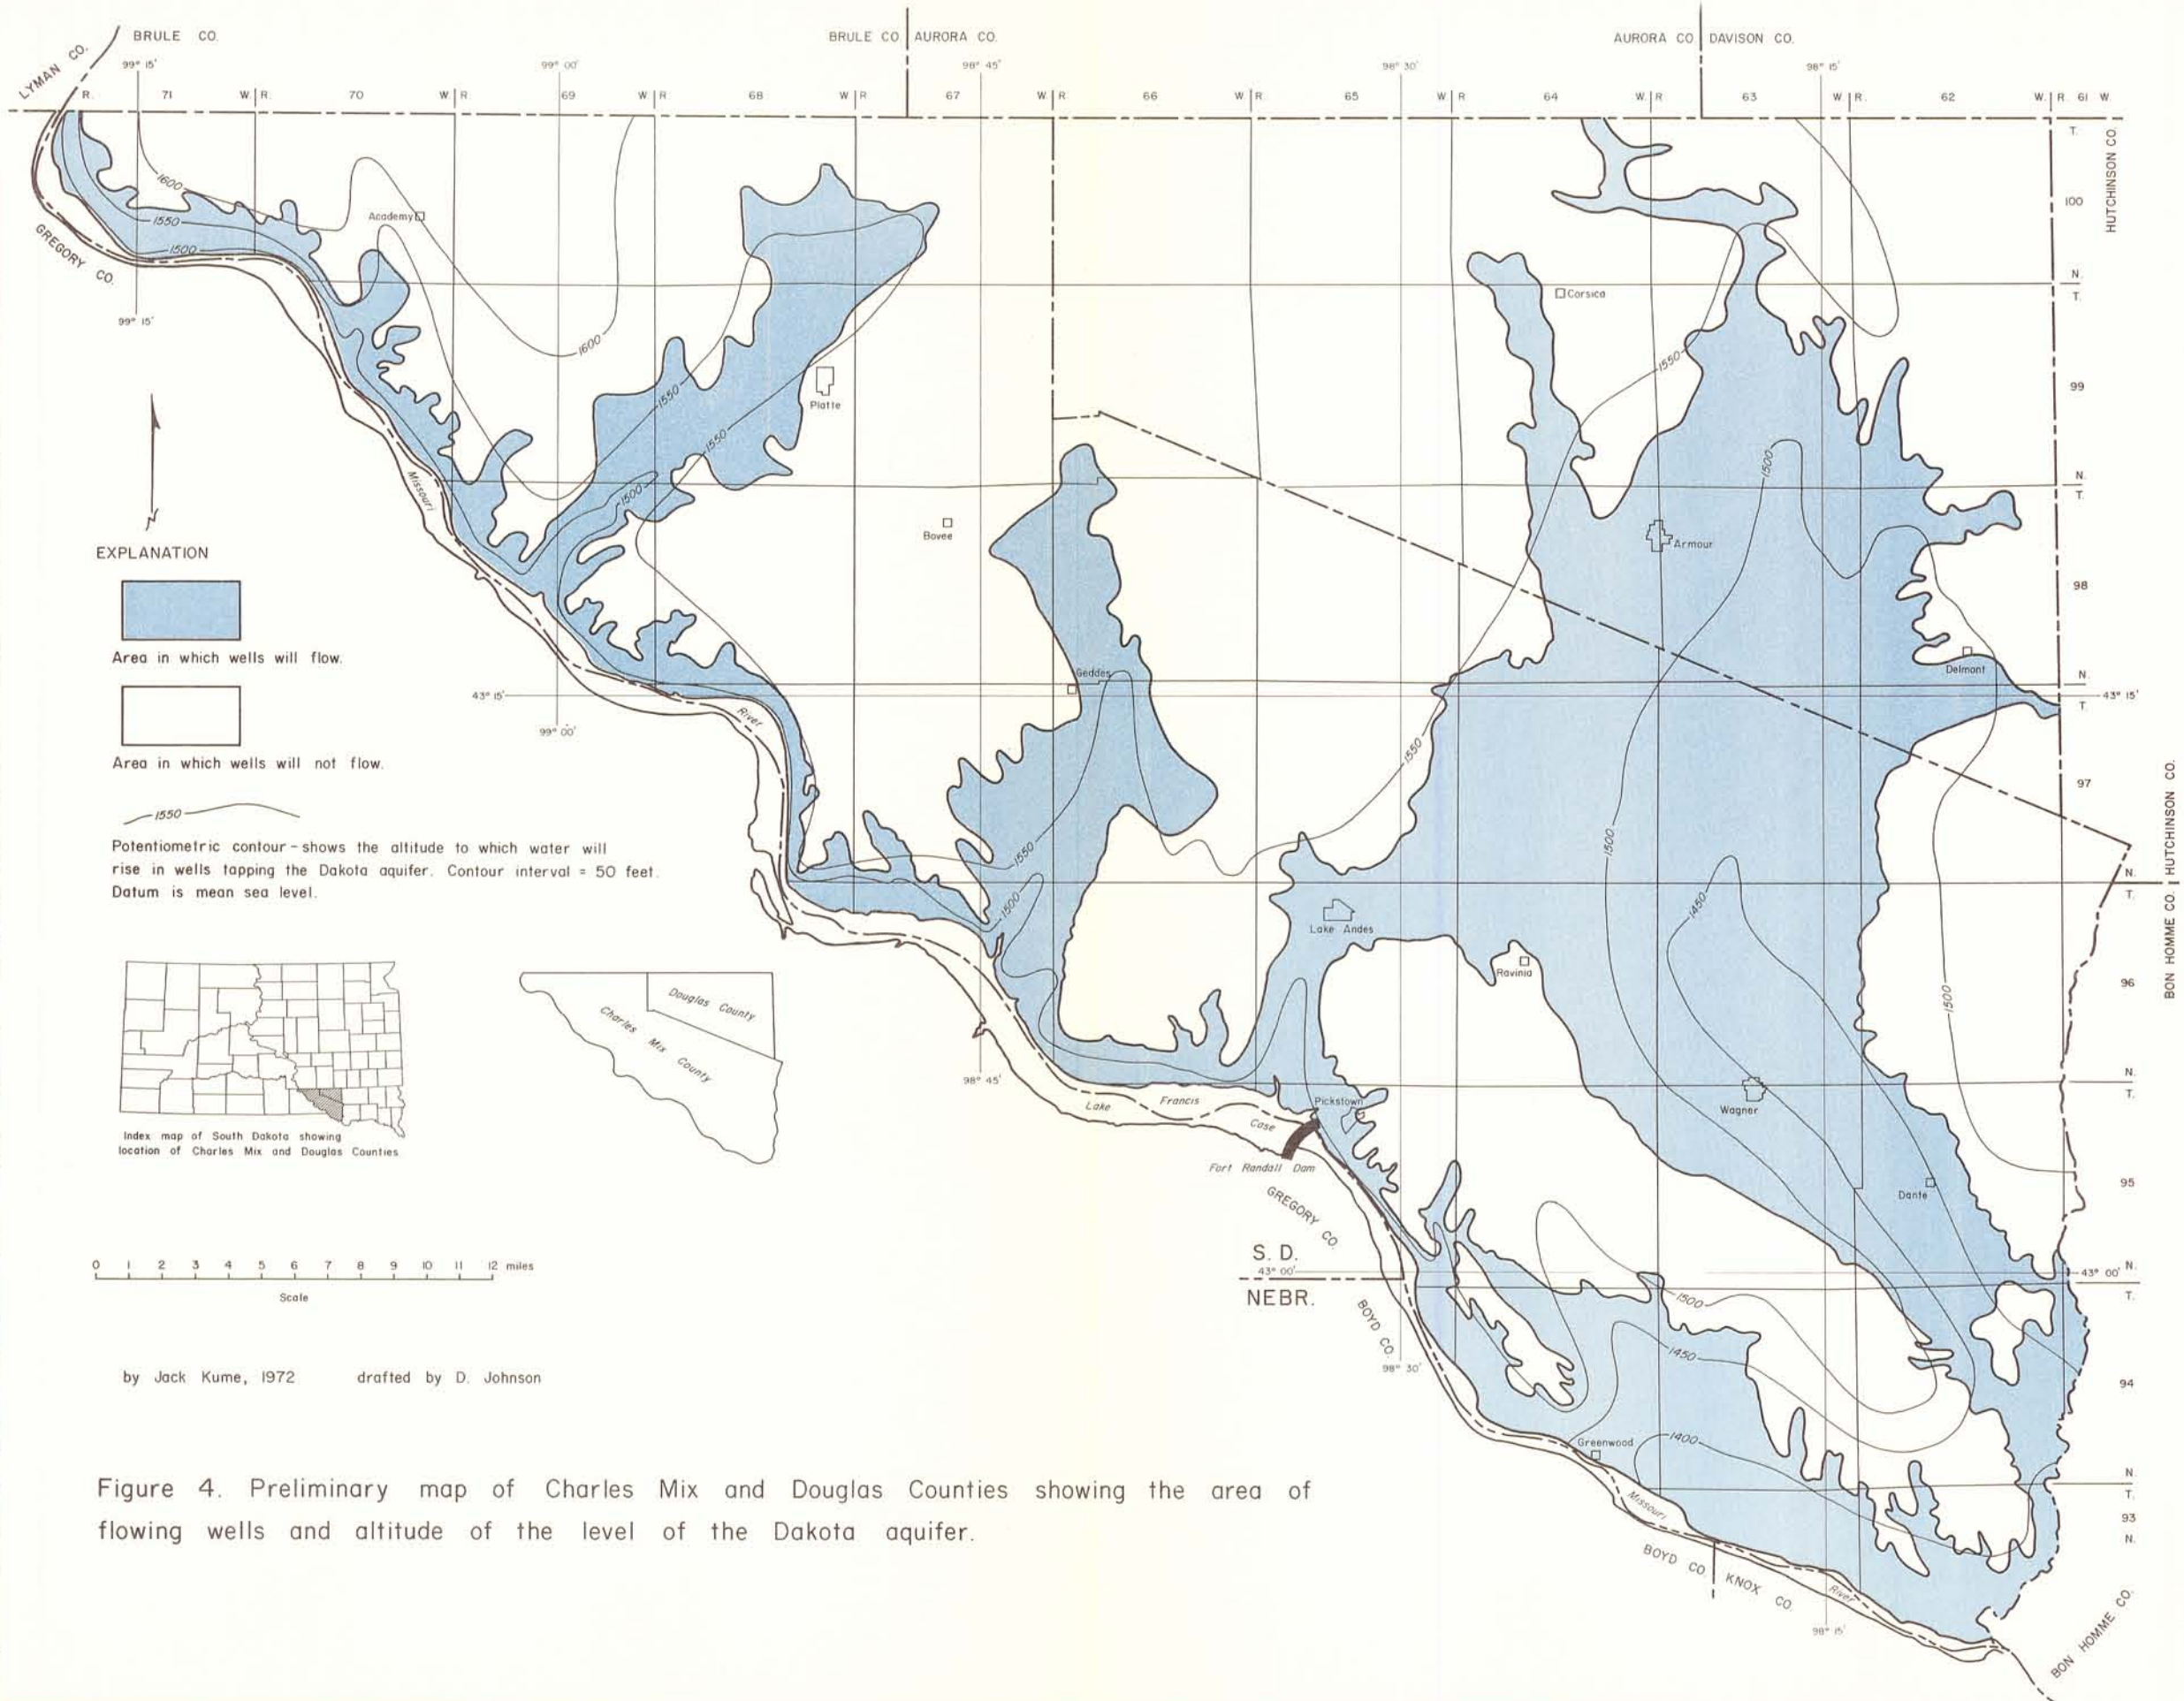 BRULE CO.
BRULE CO
AURORA CO.
AURORA CO
DAVISON CO.
LYMAN CO.
99° 15'
99° 00'
98° 45'
98° 30'
98° 15'
R. 71 W. R. 70 W. R 69 W. R. 68 W R 67 W. R 66 W. R. 65 W R 64 W. R 63 W. R. 62 W. R. 61 W.
T.
100
HUTCHINSON CO.
N.
T.
99
N.
T.
98
N.
43° 15'
T.
97
N.
T.
96
N.
T.
95
N.
43° 00'
T.
94
N.
T.
93
N.
BON HOMME CO. HUTCHINSON CO.
BON HOMME CO.
GREGORY CO.
1600
1550
1500
Academy
99° 15'
1600
1550
1550
1500
Platte
Missouri
Bovee
Corsica
1550
1500
Armour
Delmont
Geddes
43° 15'
99° 00'
River
1550
1550
1500
1500
1450
1500
Lake Andes
Ravinia
98° 45'
Lake Francis Case
Pickstown
Fort Randall Dam
Wagner
Dante
GREGORY CO.
S. D.
43° 00'
NEBR.
BOYD CO.
98° 30'
1500
1450
1400
Greenwood
Missouri
River
BOYD CO.
KNOX CO.
98° 15'
EXPLANATION
Area in which wells will flow.
Area in which wells will not flow.
1550
Potentiometric contour - shows the altitude to which water will
rise in wells tapping the Dakota aquifer. Contour interval = 50 feet.
Datum is mean sea level.
Index map of South Dakota showing
location of Charles Mix and Douglas Counties
Douglas County
Charles Mix County
0 1 2 3 4 5 6 7 8 9 10 11 12 miles
Scale
by Jack Kume, 1972 drafted by D. Johnson
Figure 4. Preliminary map of Charles Mix and Douglas Counties showing the area of
flowing wells and altitude of the level of the Dakota aquifer.